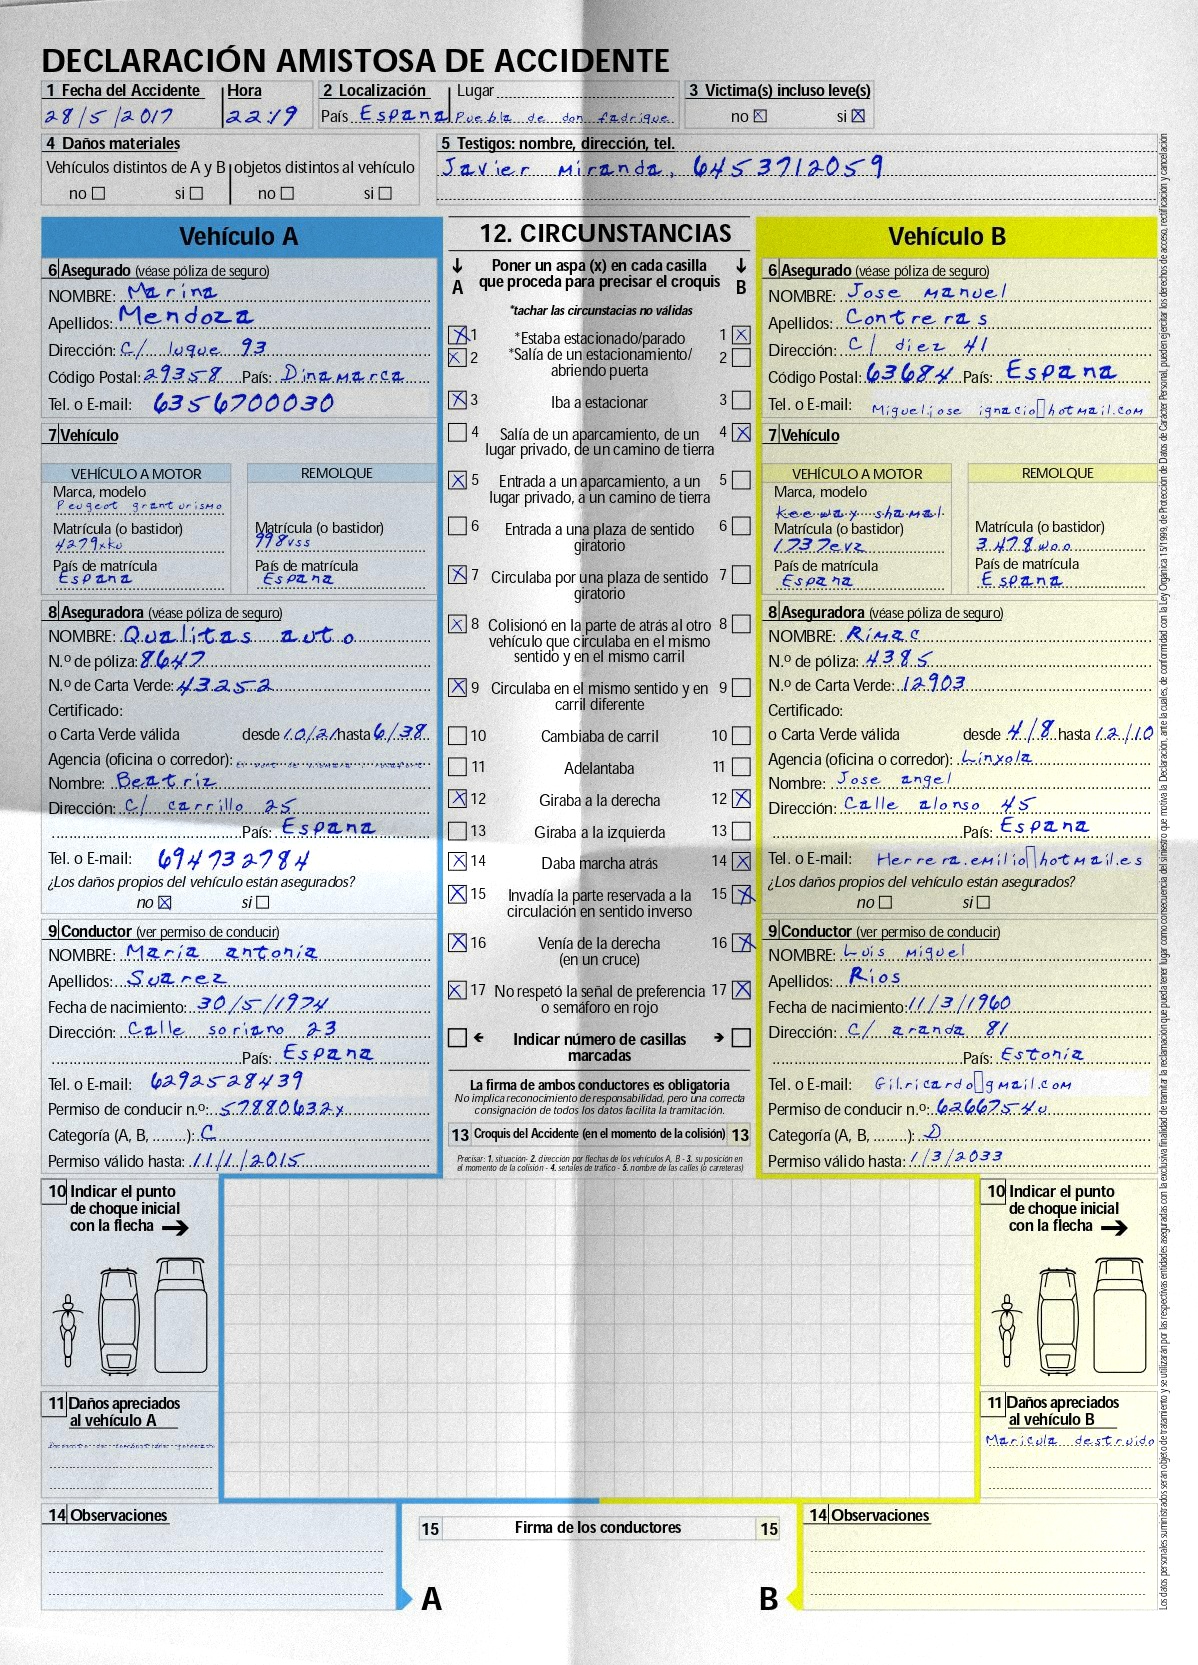 DECLARACIÓN AMISTOSA DE ACCIDENTE
1 Fecha del Accidente Hora 2 Localización Lugar 3 Victima(s) incluso leve(s)
28/5/2017 22:19 País Espana Puebla de don fadrique no ☒ si ☒
4 Daños materiales 5 Testigos: nombre, dirección, tel.
Vehículos distintos de A y B objetos distintos al vehículo Javier Miranda, 6453712059
no ☐ si ☐ no ☐ si ☐
Vehículo A
6 Asegurado (véase póliza de seguro)
NOMBRE: Marina
Apellidos: Mendoza
Dirección: C/ luque 93
Código Postal: 29358 País: Dinamarca
Tel. o E-mail: 6356700030
7 Vehículo
VEHÍCULO A MOTOR REMOLQUE
Marca, modelo
Peugeot granturismo
Matrícula (o bastidor) Matrícula (o bastidor)
4279xku 998vss
País de matrícula País de matrícula
Espana Espana
8 Aseguradora (véase póliza de seguro)
NOMBRE: Qualitas auto
N.º de póliza: 8647
N.º de Carta Verde: 43252
Certificado:
o Carta Verde válida desde 10/21 hasta 6/38
Agencia (oficina o corredor):
Nombre: Beatriz
Dirección: C/ carrillo 25
País: Espana
Tel. o E-mail: 694732784
¿Los daños propios del vehículo están asegurados?
no ☒ si ☐
9 Conductor (ver permiso de conducir)
NOMBRE: María antonia
Apellidos: Suarez
Fecha de nacimiento: 30/5/1974
Dirección: Calle soriano 23
País: Espana
Tel. o E-mail: 6292528439
Permiso de conducir n.º: 57880632x
Categoría (A, B, ........): C
Permiso válido hasta: 11/1/2015
10 Indicar el punto
de choque inicial
con la flecha →
11 Daños apreciados
al vehículo A
14 Observaciones
12. CIRCUNSTANCIAS
↓ Poner un aspa (x) en cada casilla ↓
A que proceda para precisar el croquis B
*tachar las circunstacias no válidas
☒ 1 *Estaba estacionado/parado 1 ☒
☒ 2 *Salía de un estacionamiento/ 2 ☐
abriendo puerta
☒ 3 Iba a estacionar 3 ☐
☐ 4 Salía de un aparcamiento, de un 4 ☒
lugar privado, de un camino de tierra
☒ 5 Entrada a un aparcamiento, a un 5 ☐
lugar privado, a un camino de tierra
☐ 6 Entrada a una plaza de sentido 6 ☐
giratorio
☒ 7 Circulaba por una plaza de sentido 7 ☐
giratorio
☒ 8 Colisionó en la parte de atrás al otro 8 ☐
vehículo que circulaba en el mismo
sentido y en el mismo carril
☒ 9 Circulaba en el mismo sentido y en 9 ☐
carril diferente
☐ 10 Cambiaba de carril 10 ☐
☐ 11 Adelantaba 11 ☐
☒ 12 Giraba a la derecha 12 ☒
☐ 13 Giraba a la izquierda 13 ☐
☒ 14 Daba marcha atrás 14 ☒
☒ 15 Invadía la parte reservada a la 15 ☒
circulación en sentido inverso
☒ 16 Venía de la derecha 16 ☒
(en un cruce)
☒ 17 No respetó la señal de preferencia 17 ☒
o semáforo en rojo
☐ ← Indicar número de casillas → ☐
marcadas
La firma de ambos conductores es obligatoria
No implica reconocimiento de responsabilidad, pero una correcta
consignación de todos los datos facilita la tramitación.
13 Croquis del Accidente (en el momento de la colisión) 13
Precisar: 1. situación- 2. dirección por flechas de los vehículos A, B - 3. su posición en
el momento de la colisión - 4. señales de tráfico - 5. nombre de las calles (o carreteras)
15 Firma de los conductores 15
A B
Vehículo B
6 Asegurado (véase póliza de seguro)
NOMBRE: Jose manuel
Apellidos: Contreras
Dirección: C/ diez 41
Código Postal: 63684 País: Espana
Tel. o E-mail: Migueljose ignacio▯hotmail.com
7 Vehículo
VEHÍCULO A MOTOR REMOLQUE
Marca, modelo
keeway shamal
Matrícula (o bastidor) Matrícula (o bastidor)
1737evz 3478woo
País de matrícula País de matrícula
Espana Espana
8 Aseguradora (véase póliza de seguro)
NOMBRE: Rimac
N.º de póliza: 4385
N.º de Carta Verde: 12903
Certificado:
o Carta Verde válida desde 4/8 hasta 12/10
Agencia (oficina o corredor): Linxola
Nombre: Jose angel
Dirección: Calle alonso 45
País: Espana
Tel. o E-mail: Herrera.emilio▯hotmail.es
¿Los daños propios del vehículo están asegurados?
no ☐ si ☐
9 Conductor (ver permiso de conducir)
NOMBRE: Luis miguel
Apellidos: Ríos
Fecha de nacimiento: 11/3/1960
Dirección: C/ aranda 81
País: Estonia
Tel. o E-mail: Gil.ricardo▯gmail.com
Permiso de conducir n.º: 62667540
Categoría (A, B, ........): D
Permiso válido hasta: 1/3/2033
10 Indicar el punto
de choque inicial
con la flecha →
11 Daños apreciados
al vehículo B
Maricula destruido
14 Observaciones
Los datos personales suministrados seran objeto de tratamiento y se utilizaran por las respectivas entidades aseguradas con la exclusiva finalidad de tramitar la reclamación que pueda tener lugar como consecuencia del siniestro que motiva la Declaración, ante la cuales, de conformidad con la Ley Organica 15/1999, de Protección de Datos de Carácter Personal, pueden ejercitar los derechos de acceso, rectificación y cancelación